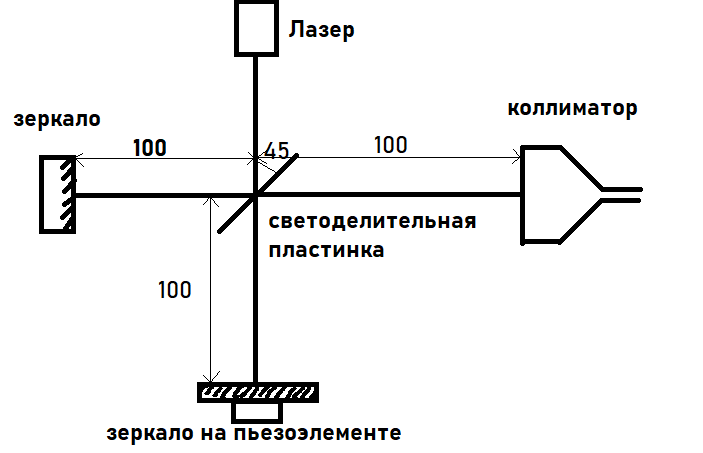 Лазер
коллиматор
зеркало
100
45
100
светоделительная
пластинка
100
зеркало на пьезоэлементе